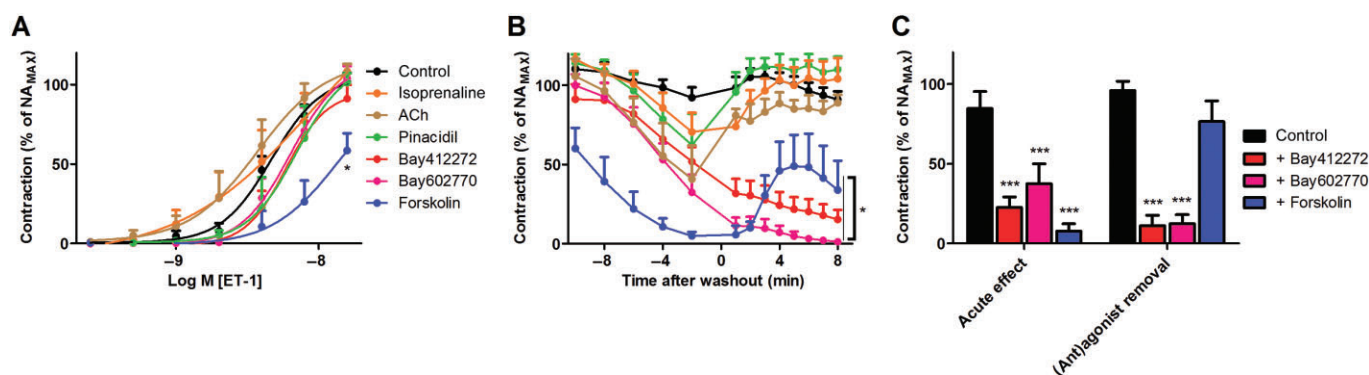 A
Contraction (% of NAMAX)
100
50
0
−9
−8
Log M [ET-1]
*
Control
Isoprenaline
ACh
Pinacidil
Bay412272
Bay602770
Forskolin
B
Contraction (% of NAMAX)
100
50
0
−8
−4
0
4
8
Time after washout (min)
*
C
Contraction (% of NAMAX)
150
100
50
0
***
***
***
***
***
Acute effect
(Ant)agonist removal
Control
+ Bay412272
+ Bay602770
+ Forskolin